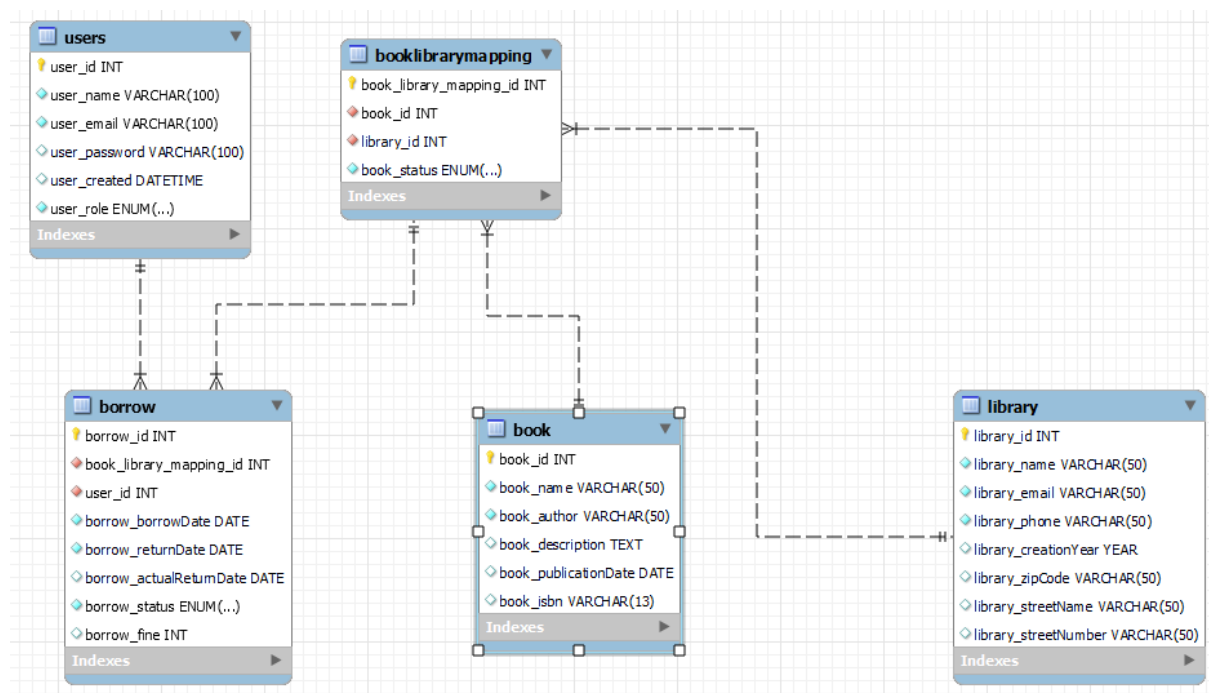 users
user_id INT
user_name VARCHAR(100)
user_email VARCHAR(100)
user_password VARCHAR(100)
user_created DATETIME
user_role ENUM(...)
Indexes
booklibrarymapping
book_library_mapping_id INT
book_id INT
library_id INT
book_status ENUM(...)
Indexes
borrow
borrow_id INT
book_library_mapping_id INT
user_id INT
borrow_borrowDate DATE
borrow_returnDate DATE
borrow_actualReturnDate DATE
borrow_status ENUM(...)
borrow_fine INT
Indexes
book
book_id INT
book_name VARCHAR(50)
book_author VARCHAR(50)
book_description TEXT
book_publicationDate DATE
book_isbn VARCHAR(13)
Indexes
library
library_id INT
library_name VARCHAR(50)
library_email VARCHAR(50)
library_phone VARCHAR(50)
library_creationYear YEAR
library_zipCode VARCHAR(50)
library_streetName VARCHAR(50)
library_streetNumber VARCHAR(50)
Indexes